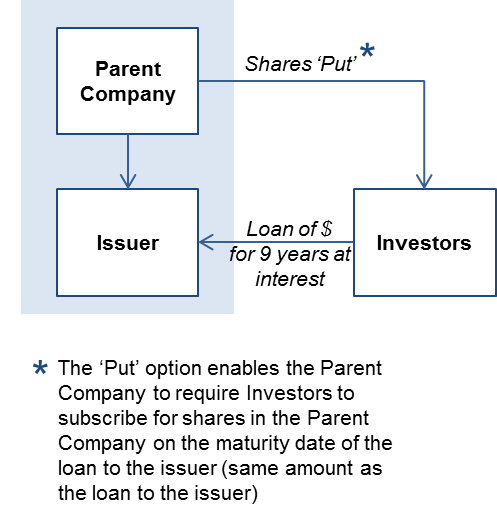 Parent
Company
Shares ‘Put’ *
Issuer
Loan of $
for 9 years at
interest
Investors
* The ‘Put’ option enables the Parent
Company to require Investors to
subscribe for shares in the Parent
Company on the maturity date of the
loan to the issuer (same amount as
the loan to the issuer)